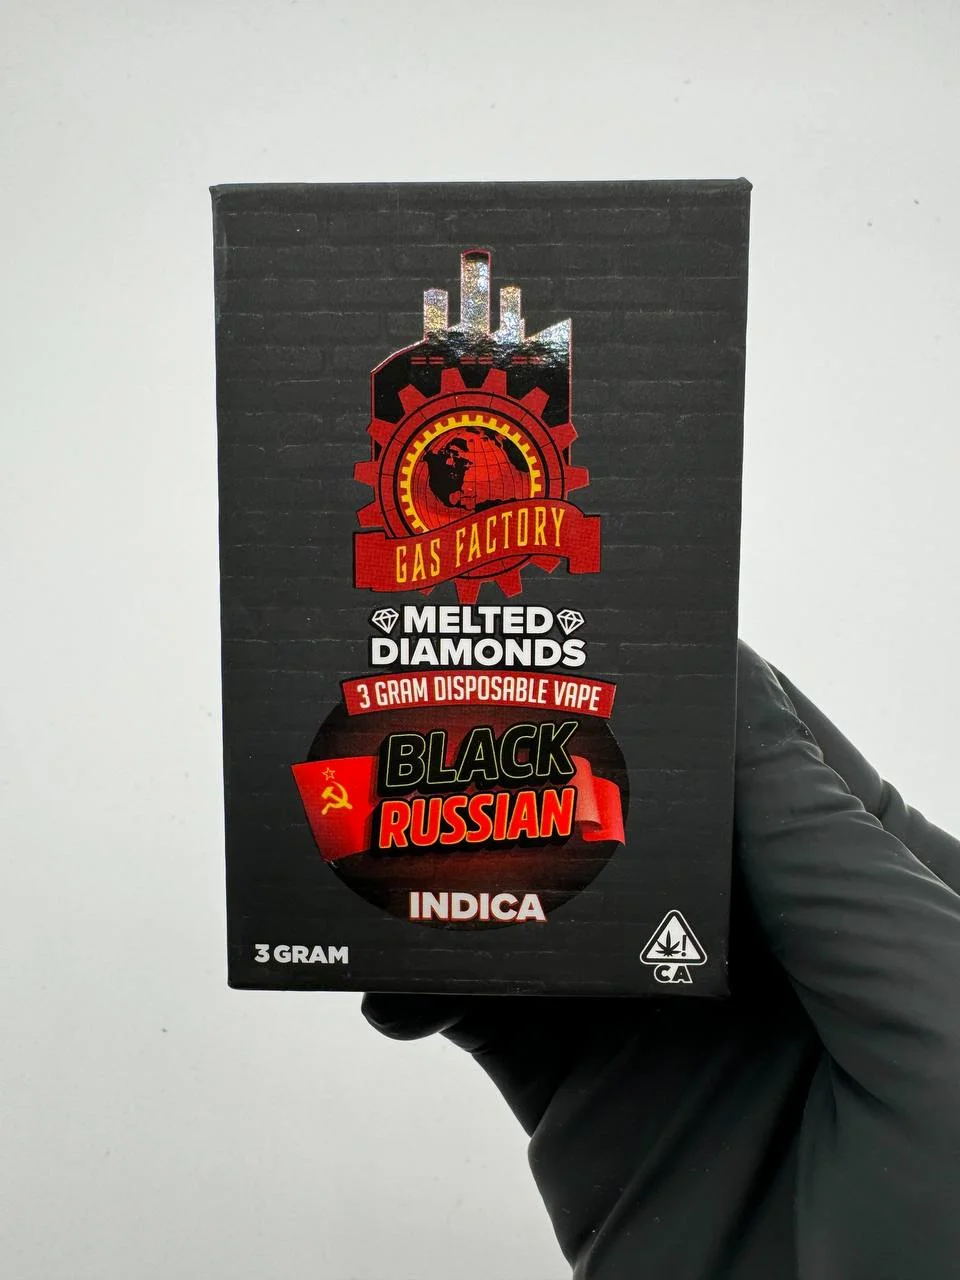 GAS FACTORY
MELTED
DIAMONDS
3 GRAM DISPOSABLE VAPE
BLACK
RUSSIAN
INDICA
3 GRAM
!
CA